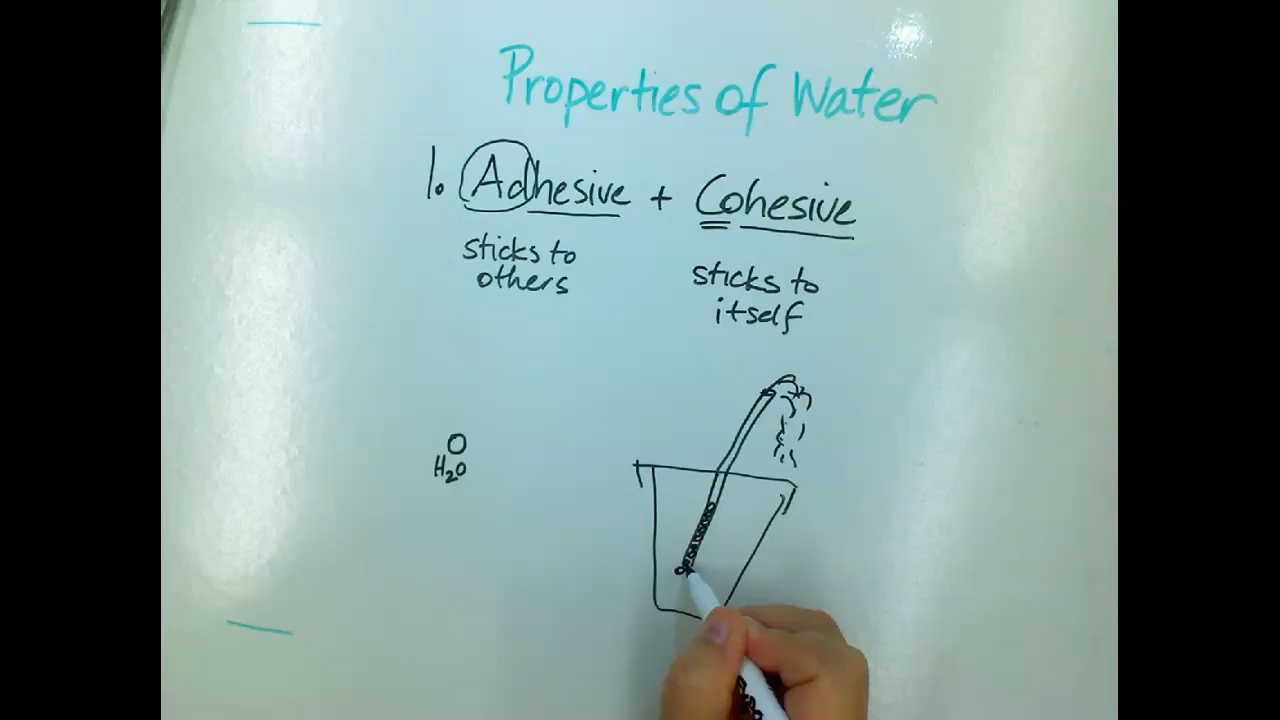 Properties of Water
1. Adhesive + Cohesive
sticks to
others
sticks to
itself
O
H₂O